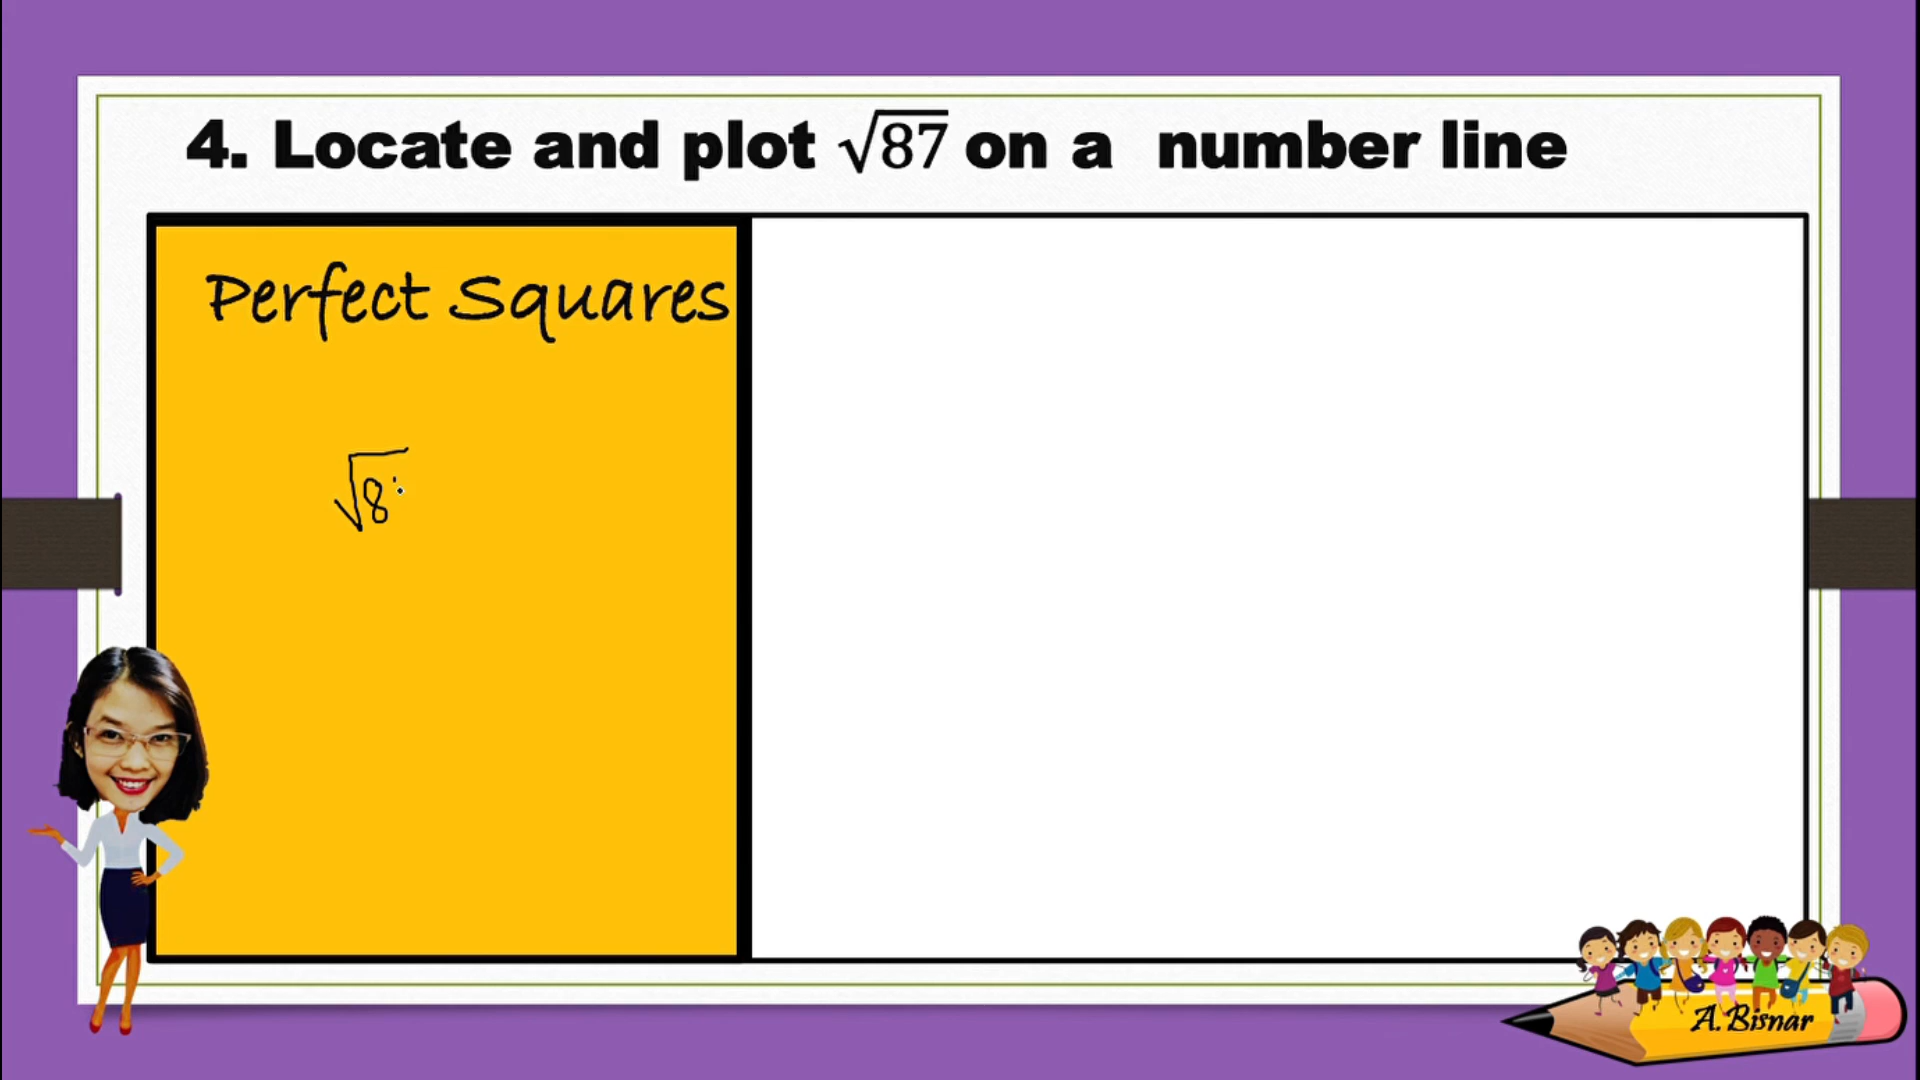 4. Locate and plot √87 on a number line
Perfect Squares
√8
A. Bisnar